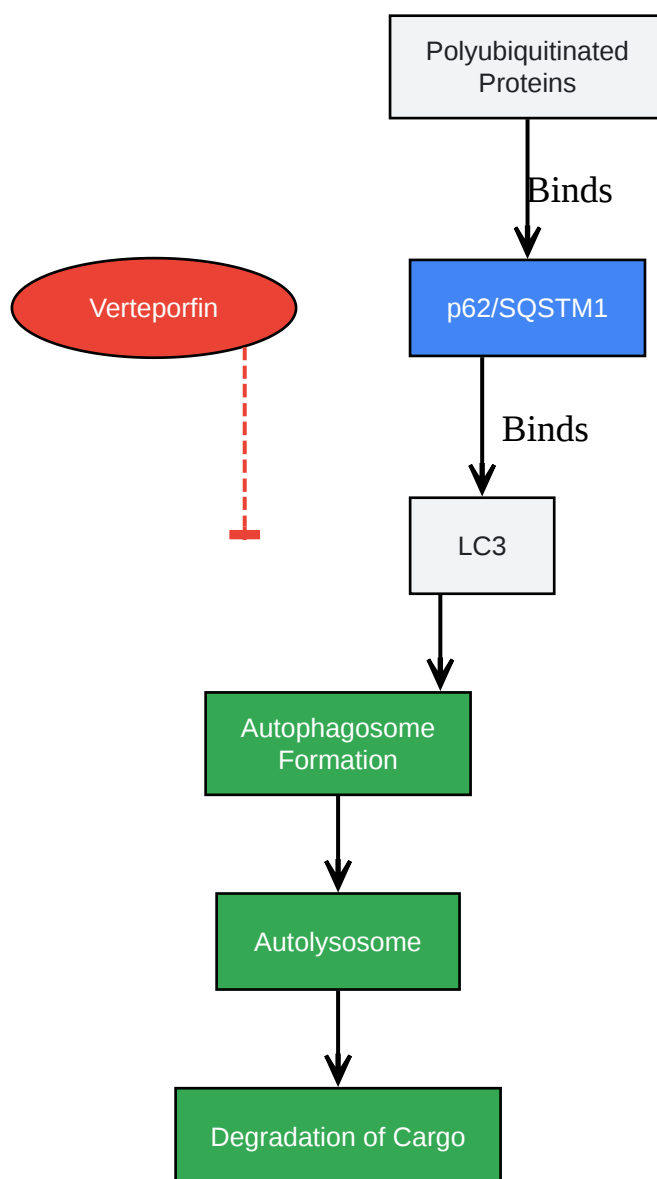 Polyubiquitinated
Proteins
Binds
Verteporfin
p62/SQSTM1
Binds
LC3
Autophagosome
Formation
Autolysosome
Degradation of Cargo